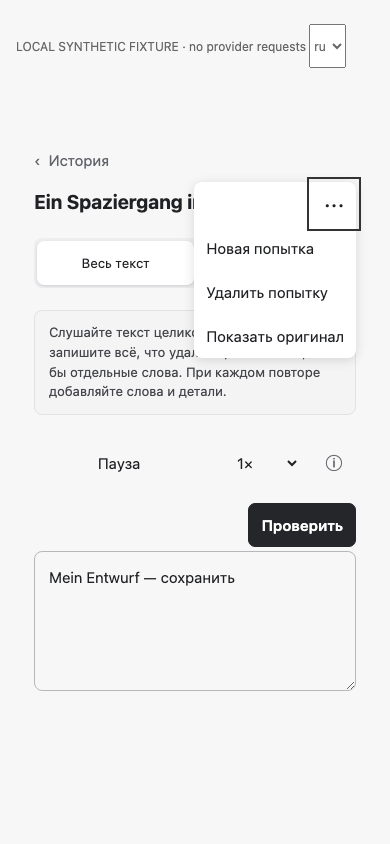 LOCAL SYNTHETIC FIXTURE · no provider requests ru
‹ История
Ein Spaziergang
...
Весь текст
Новая попытка
Удалить попытку
Показать оригинал
Слушайте текст
запишите всё, что
бы отдельные слова. При каждом повторе
добавляйте слова и детали.
Пауза 1× ⓘ
Проверить
Mein Entwurf — сохранить